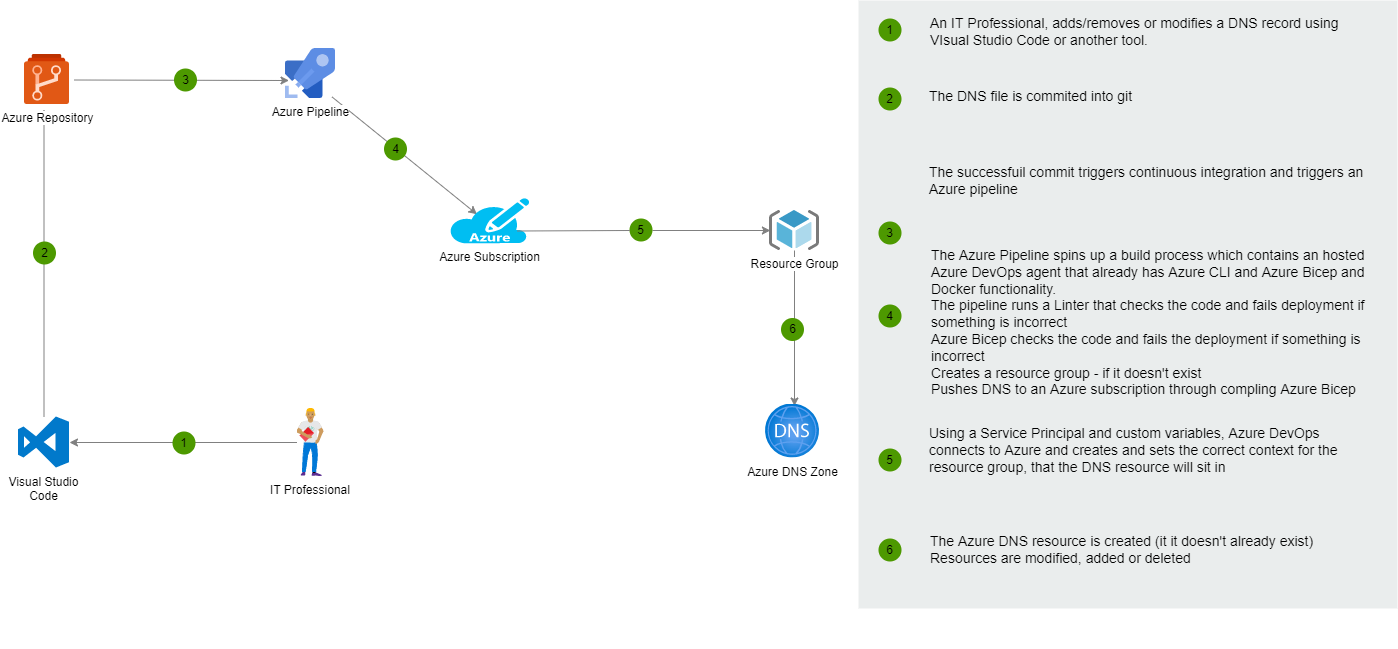 Azure Repository
3
Azure Pipeline
4
Azure
Azure Subscription
5
Resource Group
2
6
DNS
Azure DNS Zone
1
Visual Studio
Code
IT Professional
1
An IT Professional, adds/removes or modifies a DNS record using
VIsual Studio Code or another tool.
2
The DNS file is commited into git
The successfuil commit triggers continuous integration and triggers an
Azure pipeline
3
The Azure Pipeline spins up a build process which contains an hosted
Azure DevOps agent that already has Azure CLI and Azure Bicep and
Docker functionality.
The pipeline runs a Linter that checks the code and fails deployment if
4
something is incorrect
Azure Bicep checks the code and fails the deployment if something is
incorrect
Creates a resource group - if it doesn't exist
Pushes DNS to an Azure subscription through compling Azure Bicep
Using a Service Principal and custom variables, Azure DevOps
connects to Azure and creates and sets the correct context for the
5
resource group, that the DNS resource will sit in
6
The Azure DNS resource is created (it it doesn't already exist)
Resources are modified, added or deleted